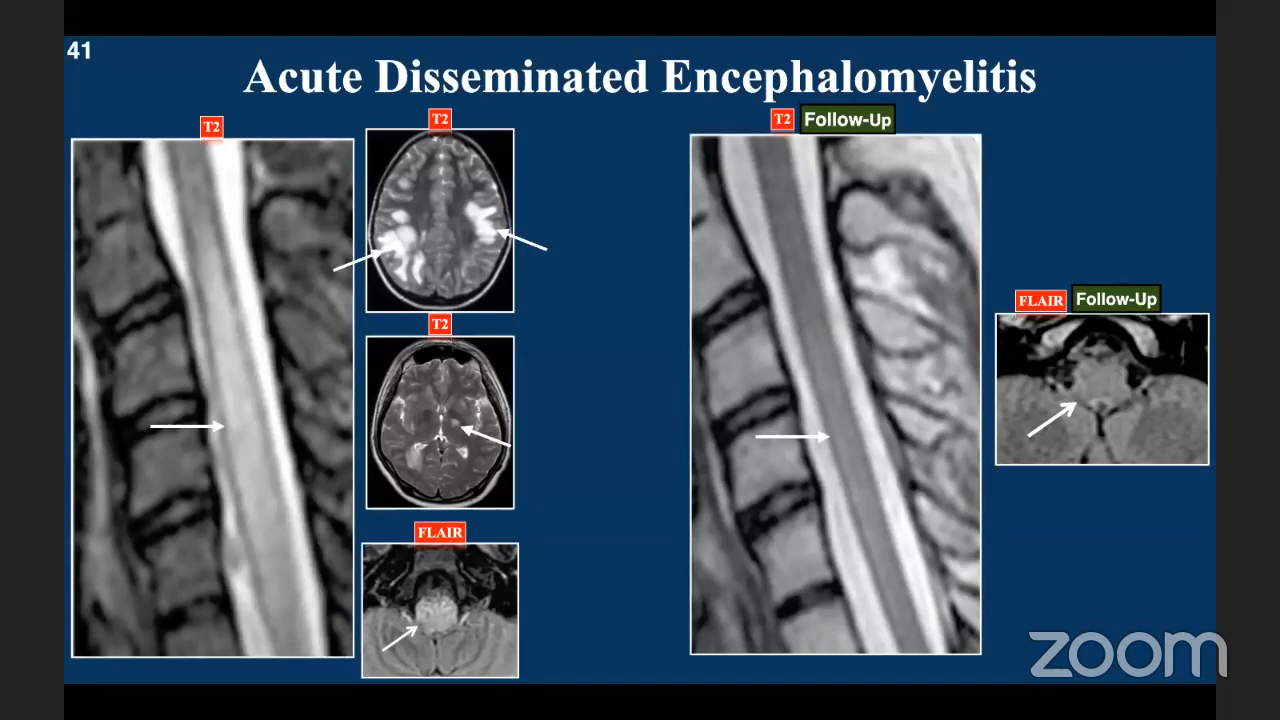 41
Acute Disseminated Encephalomyelitis
T2
T2
T2
FLAIR
T2 Follow-Up
FLAIR Follow-Up
zoom